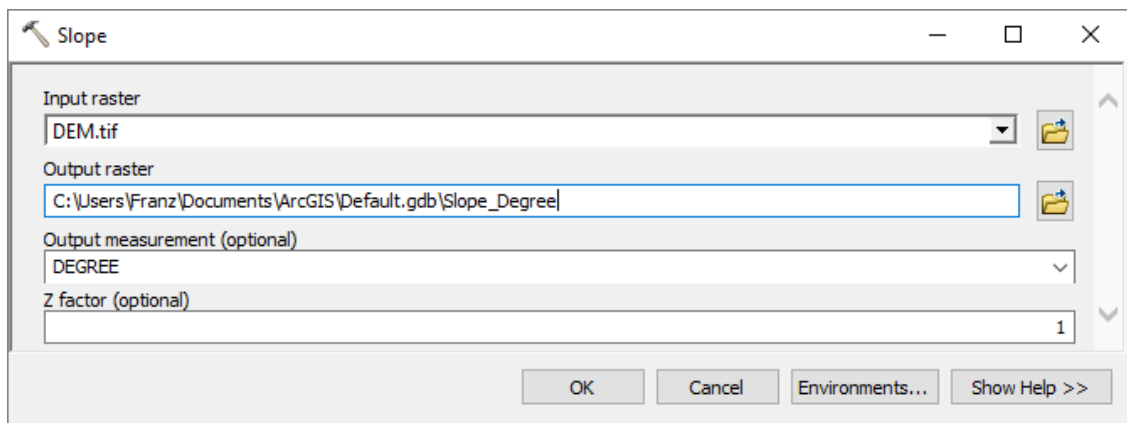 Slope
Input raster
DEM.tif
Output raster
C:\Users\Franz\Documents\ArcGIS\Default.gdb\Slope_Degree
Output measurement (optional)
DEGREE
Z factor (optional)
1
OK Cancel Environments... Show Help >>